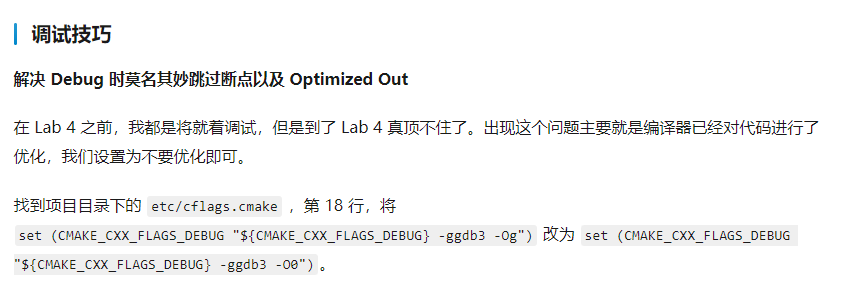 调试技巧
解决 Debug 时莫名其妙跳过断点以及 Optimized Out
在 Lab 4 之前，我都是将就着调试，但是到了 Lab 4 真顶不住了。出现这个问题主要就是编译器已经对代码进行了
优化，我们设置为不要优化即可。
找到项目目录下的 etc/cflags.cmake ，第 18 行，将
set (CMAKE_CXX_FLAGS_DEBUG "${CMAKE_CXX_FLAGS_DEBUG} -ggdb3 -Og") 改为 set (CMAKE_CXX_FLAGS_DEBUG
"${CMAKE_CXX_FLAGS_DEBUG} -ggdb3 -O0")。